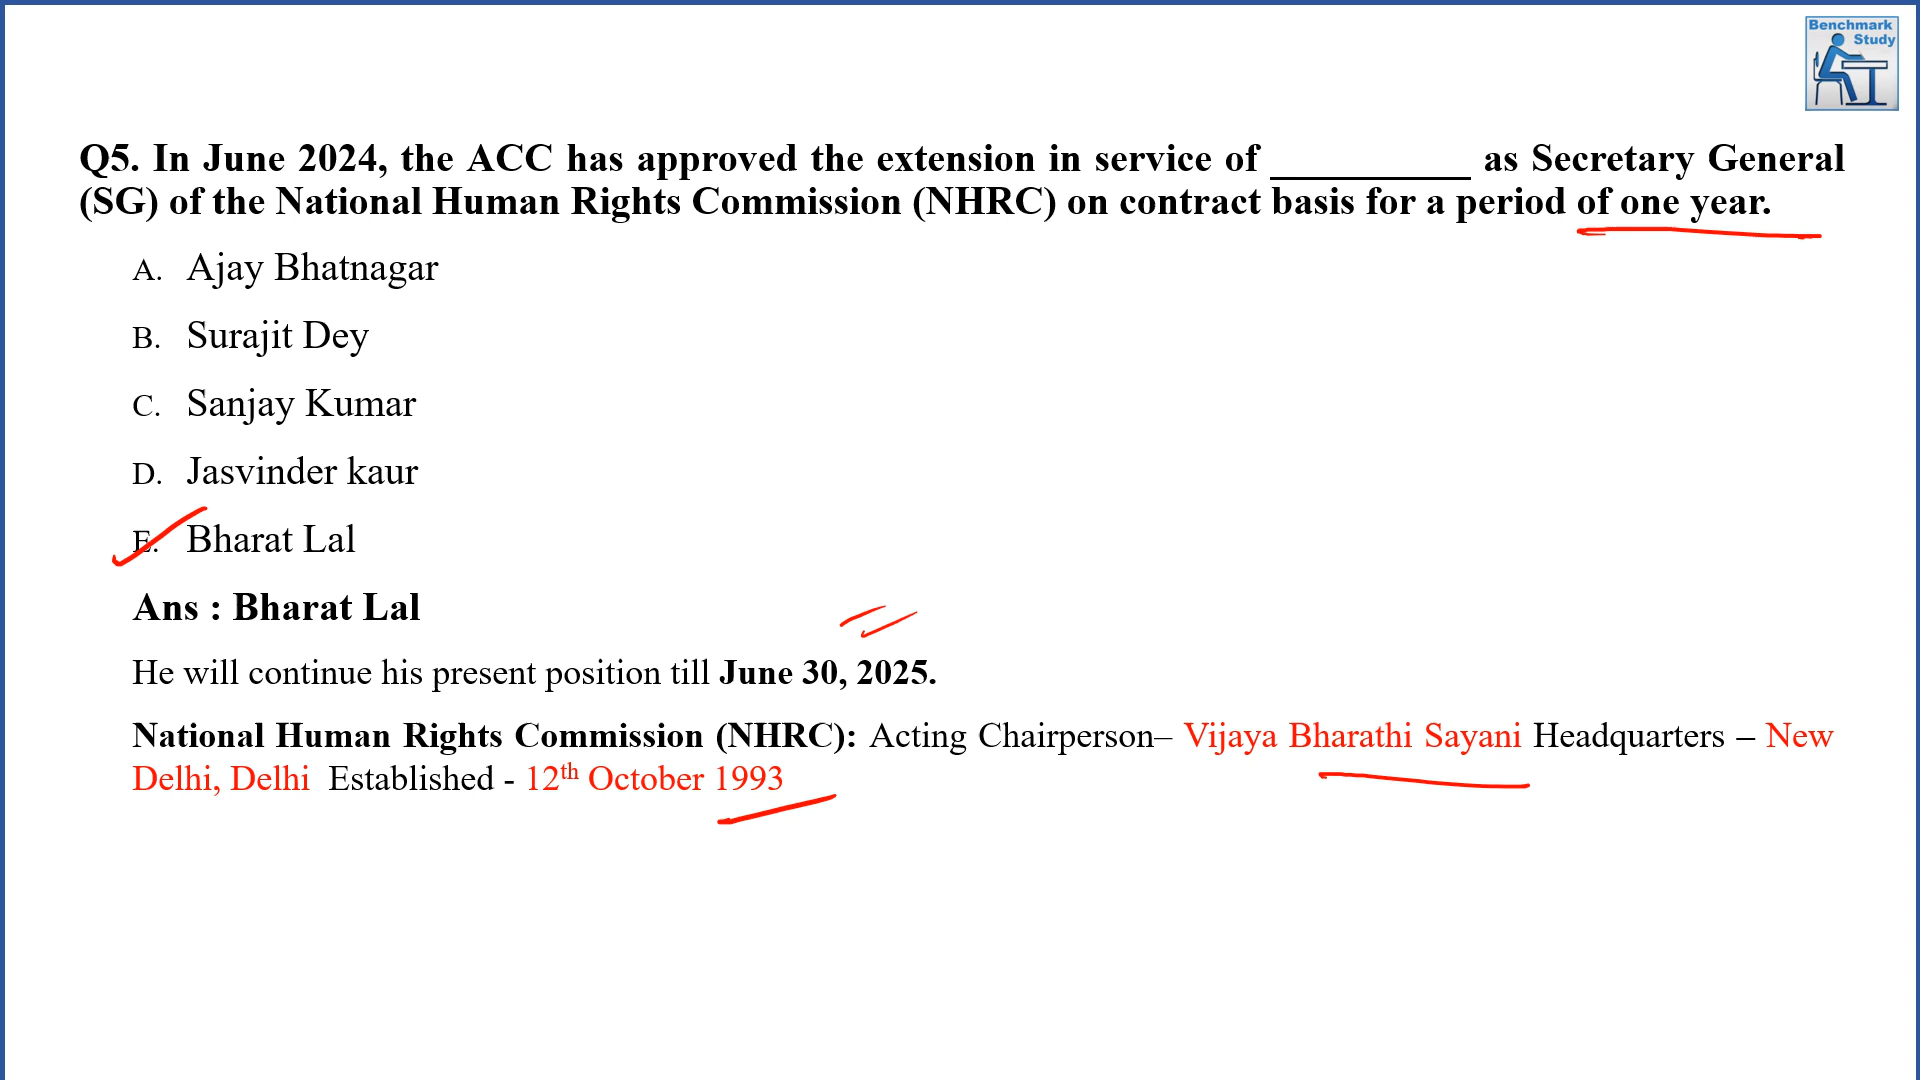 Benchmark
Study
Q5. In June 2024, the ACC has approved the extension in service of __________ as Secretary General
(SG) of the National Human Rights Commission (NHRC) on contract basis for a period of one year.
A. Ajay Bhatnagar
B. Surajit Dey
C. Sanjay Kumar
D. Jasvinder kaur
E. Bharat Lal
Ans : Bharat Lal
He will continue his present position till June 30, 2025.
National Human Rights Commission (NHRC): Acting Chairperson– Vijaya Bharathi Sayani Headquarters – New
Delhi, Delhi Established - 12th October 1993